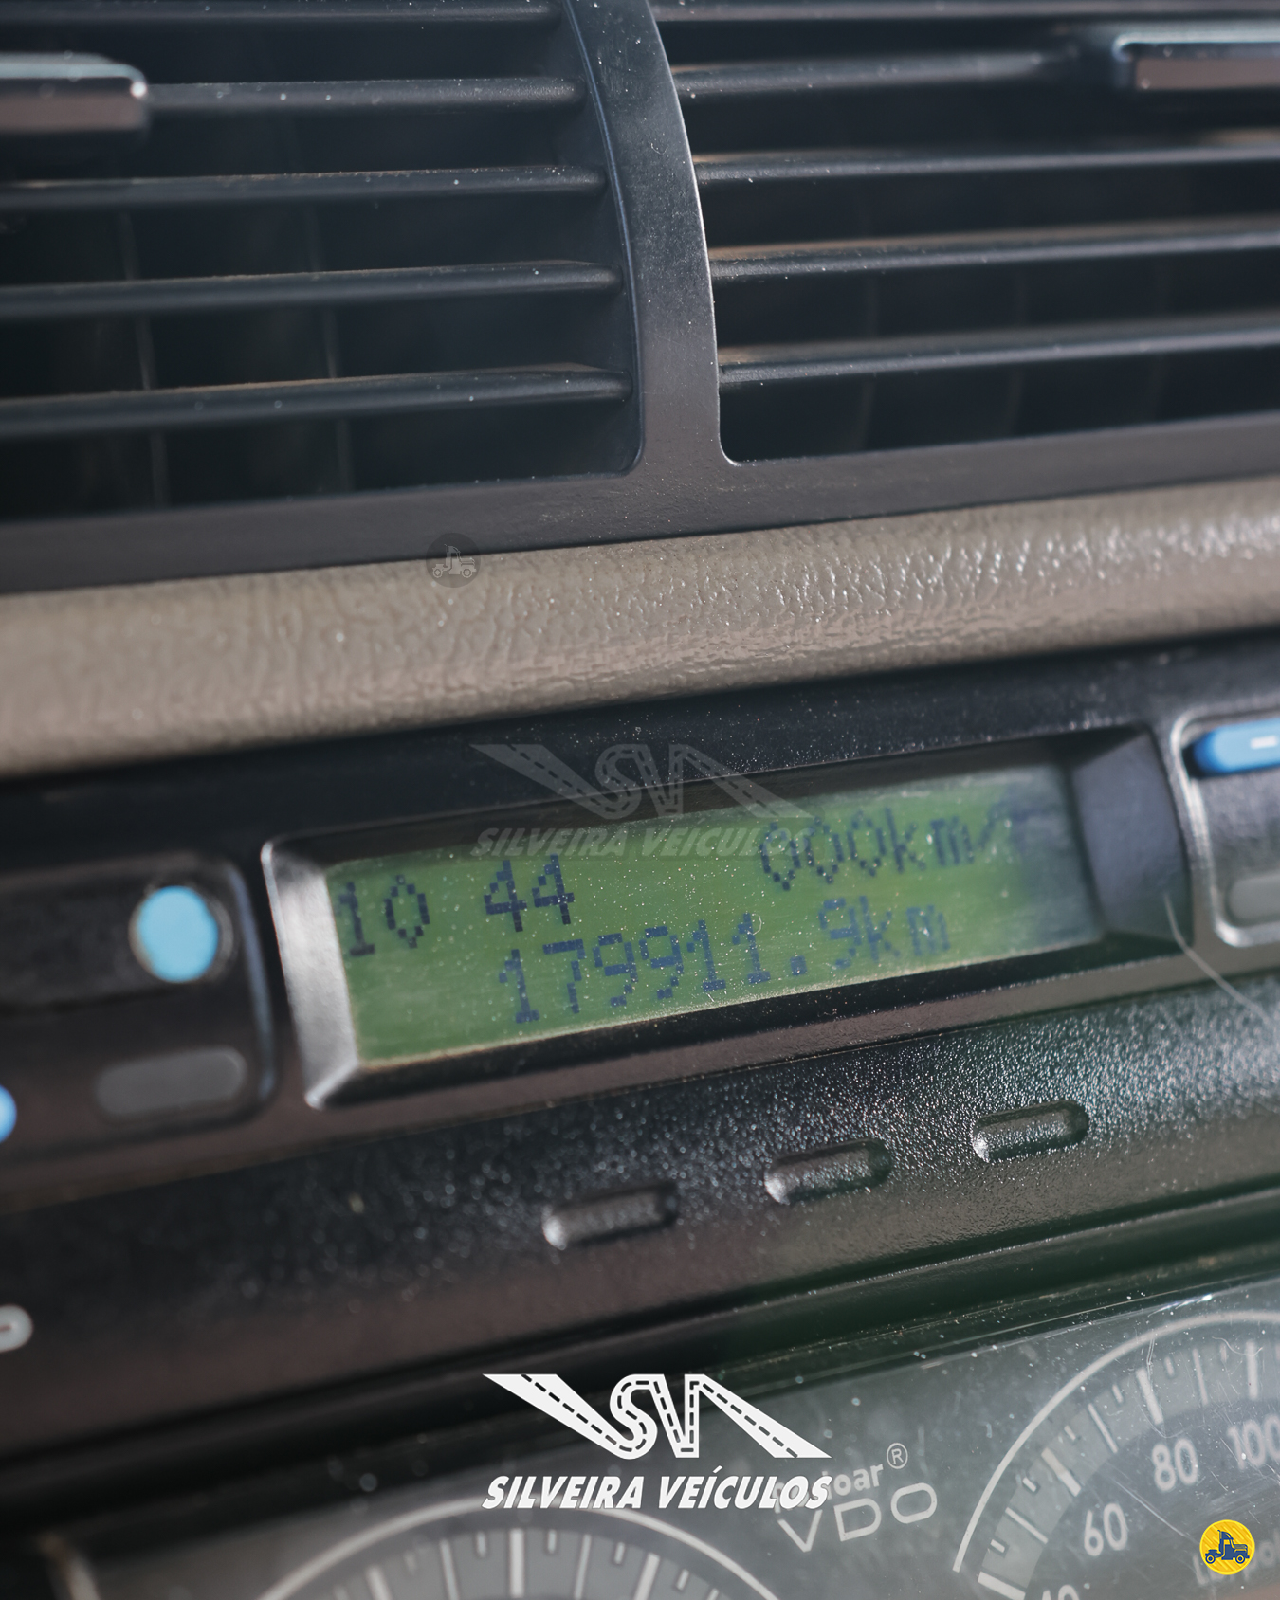 SILVEIRA VEÍCULOS
10 44 000km/
179911.9km
SILVEIRA VEÍCULOS
®
VDO
80
100
60